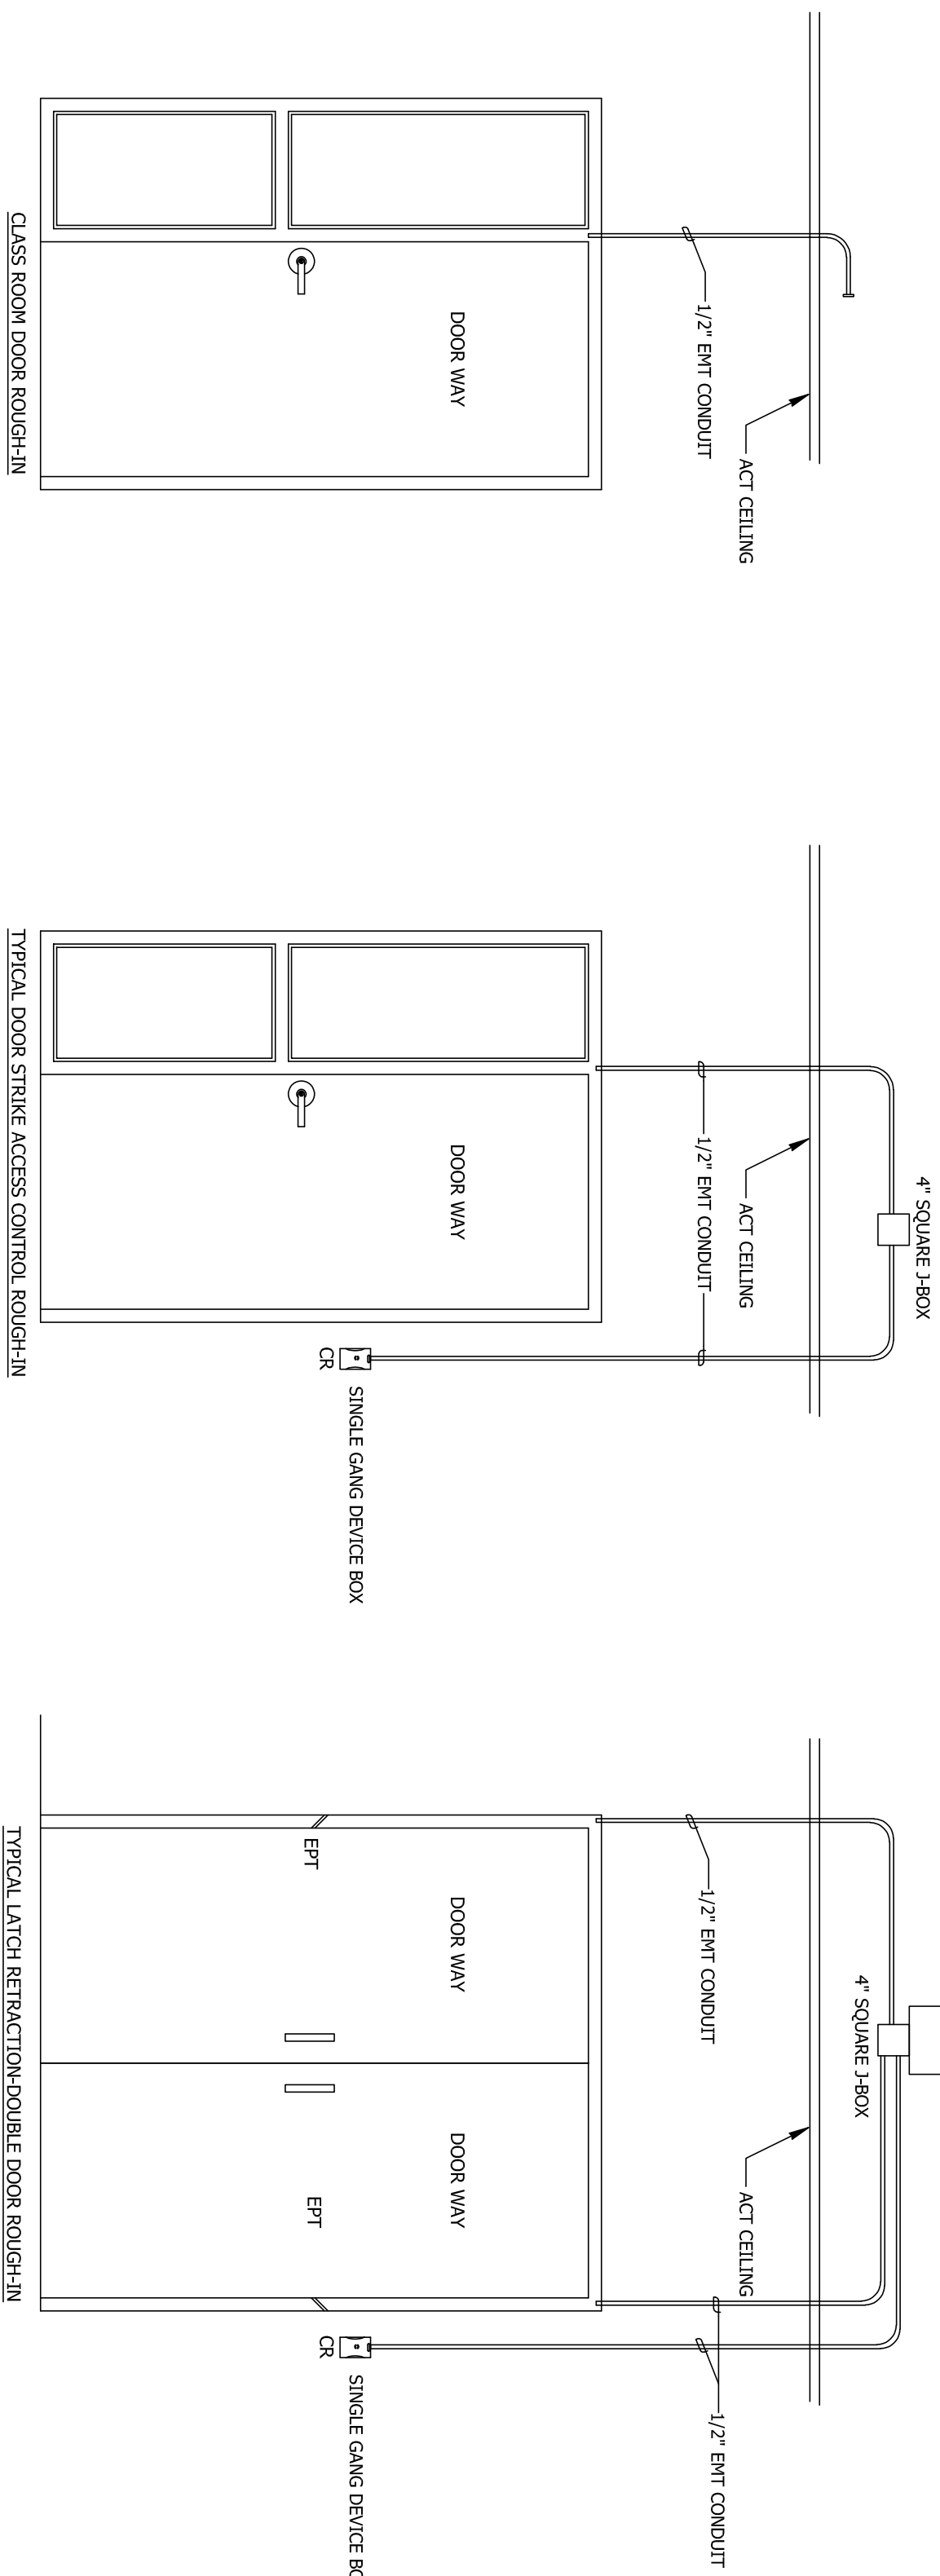 1/2" EMT CONDUIT
ACT CEILING
DOOR WAY
CLASS ROOM DOOR ROUGH-IN
4" SQUARE J-BOX
ACT CEILING
1/2" EMT CONDUIT
DOOR WAY
SINGLE GANG DEVICE BOX
CR
TYPICAL DOOR STRIKE ACCESS CONTROL ROUGH-IN
4" SQUARE J-BOX
ACT CEILING
1/2" EMT CONDUIT
1/2" EMT CONDUIT
DOOR WAY
DOOR WAY
EPT
EPT
SINGLE GANG DEVICE
CR
TYPICAL LATCH RETRACTION-DOUBLE DOOR ROUGH-IN